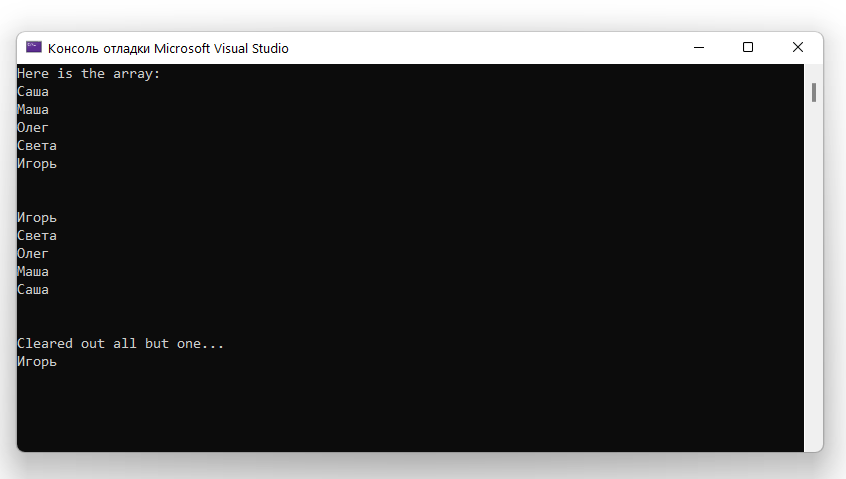 Консоль отладки Microsoft Visual Studio
Here is the array:
Саша
Маша
Олег
Света
Игорь
Игорь
Света
Олег
Маша
Саша
Cleared out all but one...
Игорь